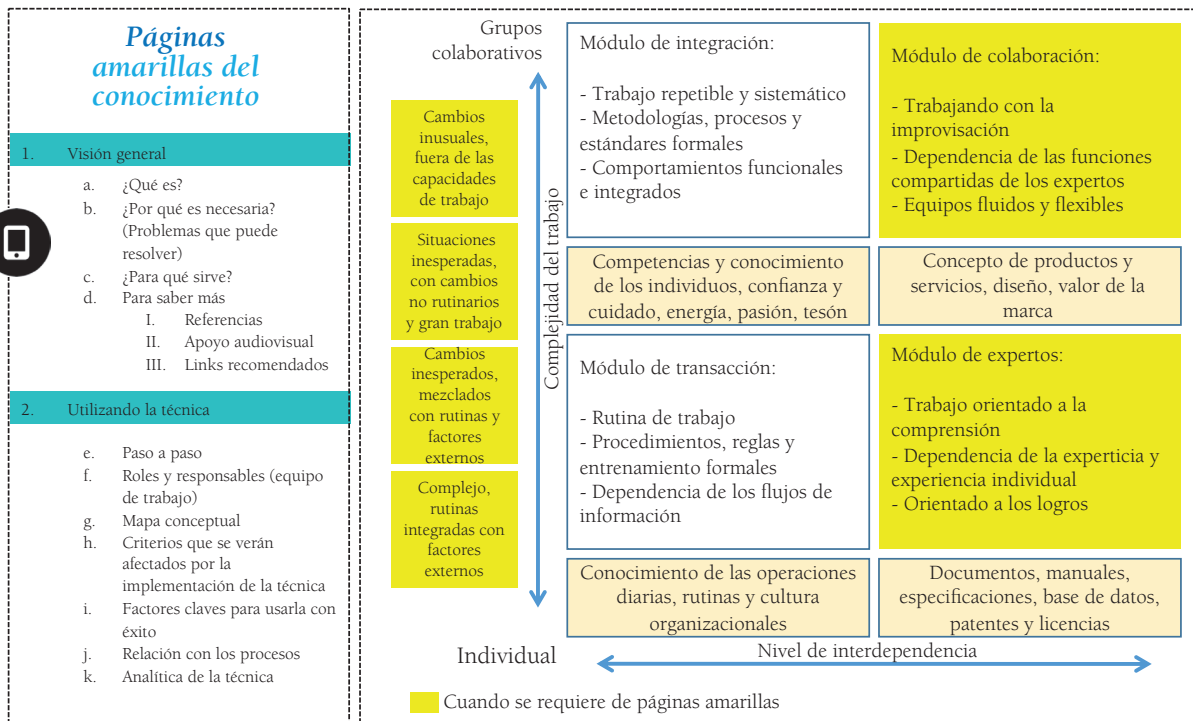 Páginas
amarillas del
conocimiento
1. Visión general
a. ¿Qué es?
b. ¿Por qué es necesaria?
(Problemas que puede
resolver)
c. ¿Para qué sirve?
d. Para saber más
I. Referencias
II. Apoyo audiovisual
III. Links recomendados
2. Utilizando la técnica
e. Paso a paso
f. Roles y responsables (equipo
de trabajo)
g. Mapa conceptual
h. Criterios que se verán
afectados por la
implementación de la técnica
i. Factores claves para usarla con
éxito
j. Relación con los procesos
k. Analítica de la técnica
Grupos
colaborativos
Cambios
inusuales,
fuera de las
capacidades
de trabajo
Situaciones
inesperadas,
con cambios
no rutinarios
y gran trabajo
Cambios
inesperados,
mezclados
con rutinas y
factores
externos
Complejo,
rutinas
integradas con
factores
externos
Complejidad del trabajo
Módulo de integración:
- Trabajo repetible y sistemático
- Metodologías, procesos y
estándares formales
- Comportamientos funcionales
e integrados
Módulo de colaboración:
- Trabajando con la
improvisación
- Dependencia de las funciones
compartidas de los expertos
- Equipos fluidos y flexibles
Competencias y conocimiento
de los individuos, confianza y
cuidado, energía, pasión, tesón
Concepto de productos y
servicios, diseño, valor de la
marca
Módulo de transacción:
- Rutina de trabajo
- Procedimientos, reglas y
entrenamiento formales
- Dependencia de los flujos de
información
Módulo de expertos:
- Trabajo orientado a la
comprensión
- Dependencia de la experticia y
experiencia individual
- Orientado a los logros
Conocimiento de las operaciones
diarias, rutinas y cultura
organizacionales
Documentos, manuales,
especificaciones, base de datos,
patentes y licencias
Individual
Nivel de interdependencia
Cuando se requiere de páginas amarillas